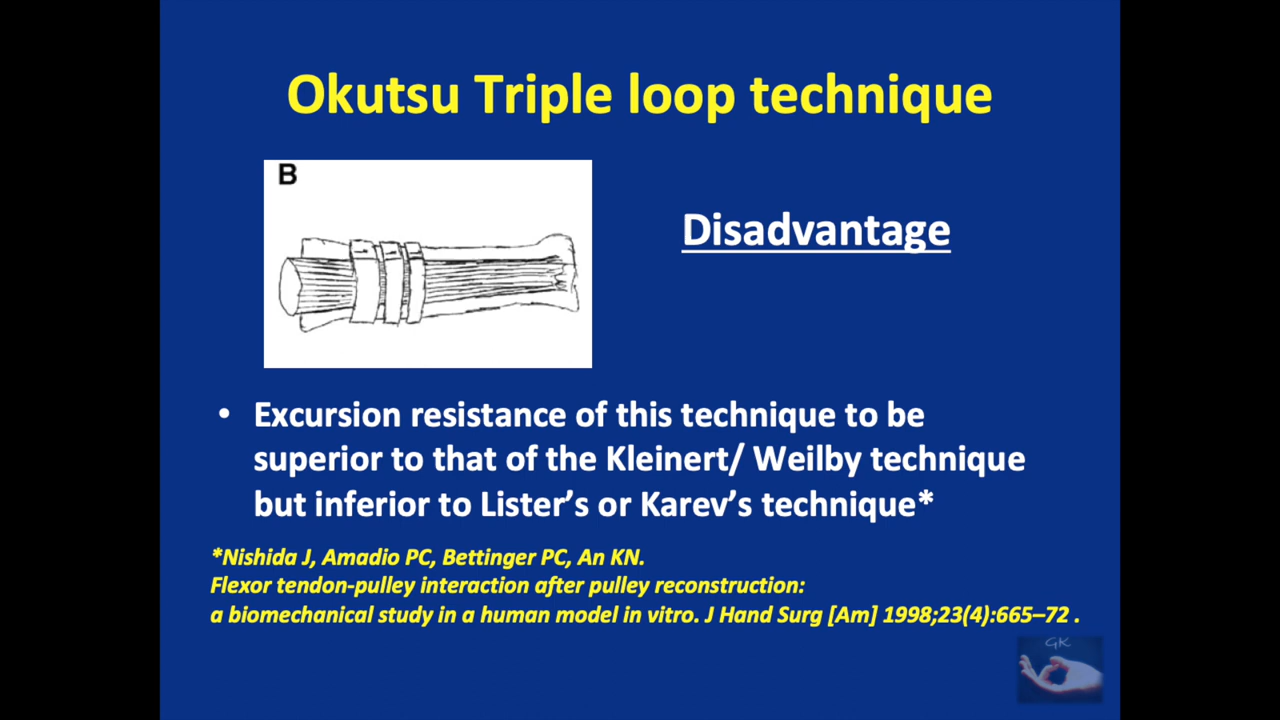 Okutsu Triple loop technique
B
Disadvantage
• Excursion resistance of this technique to be
superior to that of the Kleinert/ Weilby technique
but inferior to Lister’s or Karev’s technique*
*Nishida J, Amadio PC, Bettinger PC, An KN.
Flexor tendon-pulley interaction after pulley reconstruction:
a biomechanical study in a human model in vitro. J Hand Surg [Am] 1998;23(4):665–72 .
GK